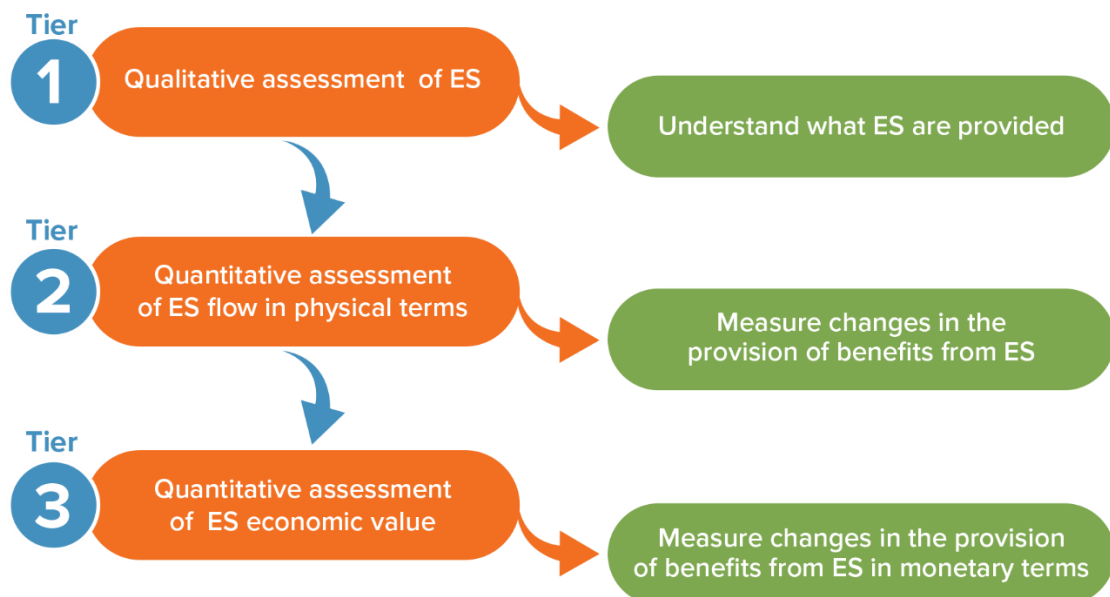 Tier
1
Qualitative assessment of ES
Understand what ES are provided
Tier
2
Quantitative assessment
of ES flow in physical terms
Measure changes in the
provision of benefits from ES
Tier
3
Quantitative assessment
of ES economic value
Measure changes in the provision
of benefits from ES in monetary terms